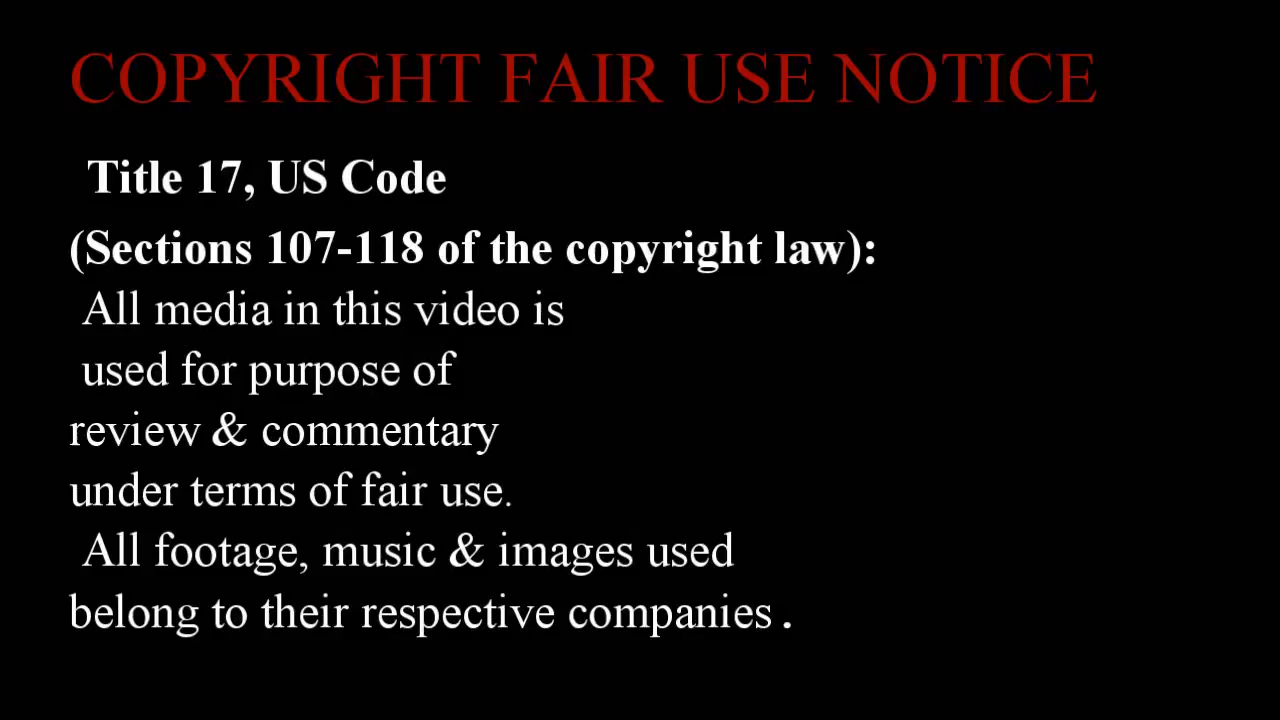 COPYRIGHT FAIR USE NOTICE
Title 17, US Code
(Sections 107-118 of the copyright law):
All media in this video is
used for purpose of
review & commentary
under terms of fair use.
All footage, music & images used
belong to their respective companies .